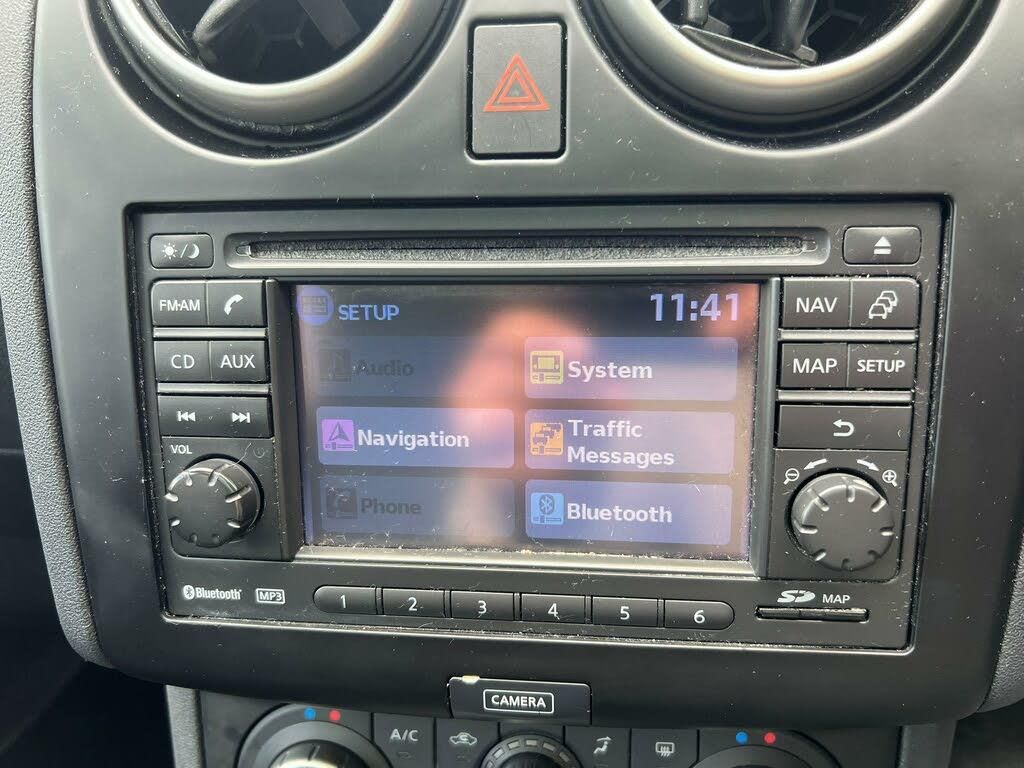 FM·AM
CD
AUX
VOL
SETUP
11:41
Audio
System
Navigation
Traffic
Messages
Phone
Bluetooth
NAV
MAP
SETUP
Bluetooth
MP3
1
2
3
4
5
6
SD
MAP
CAMERA
A/C